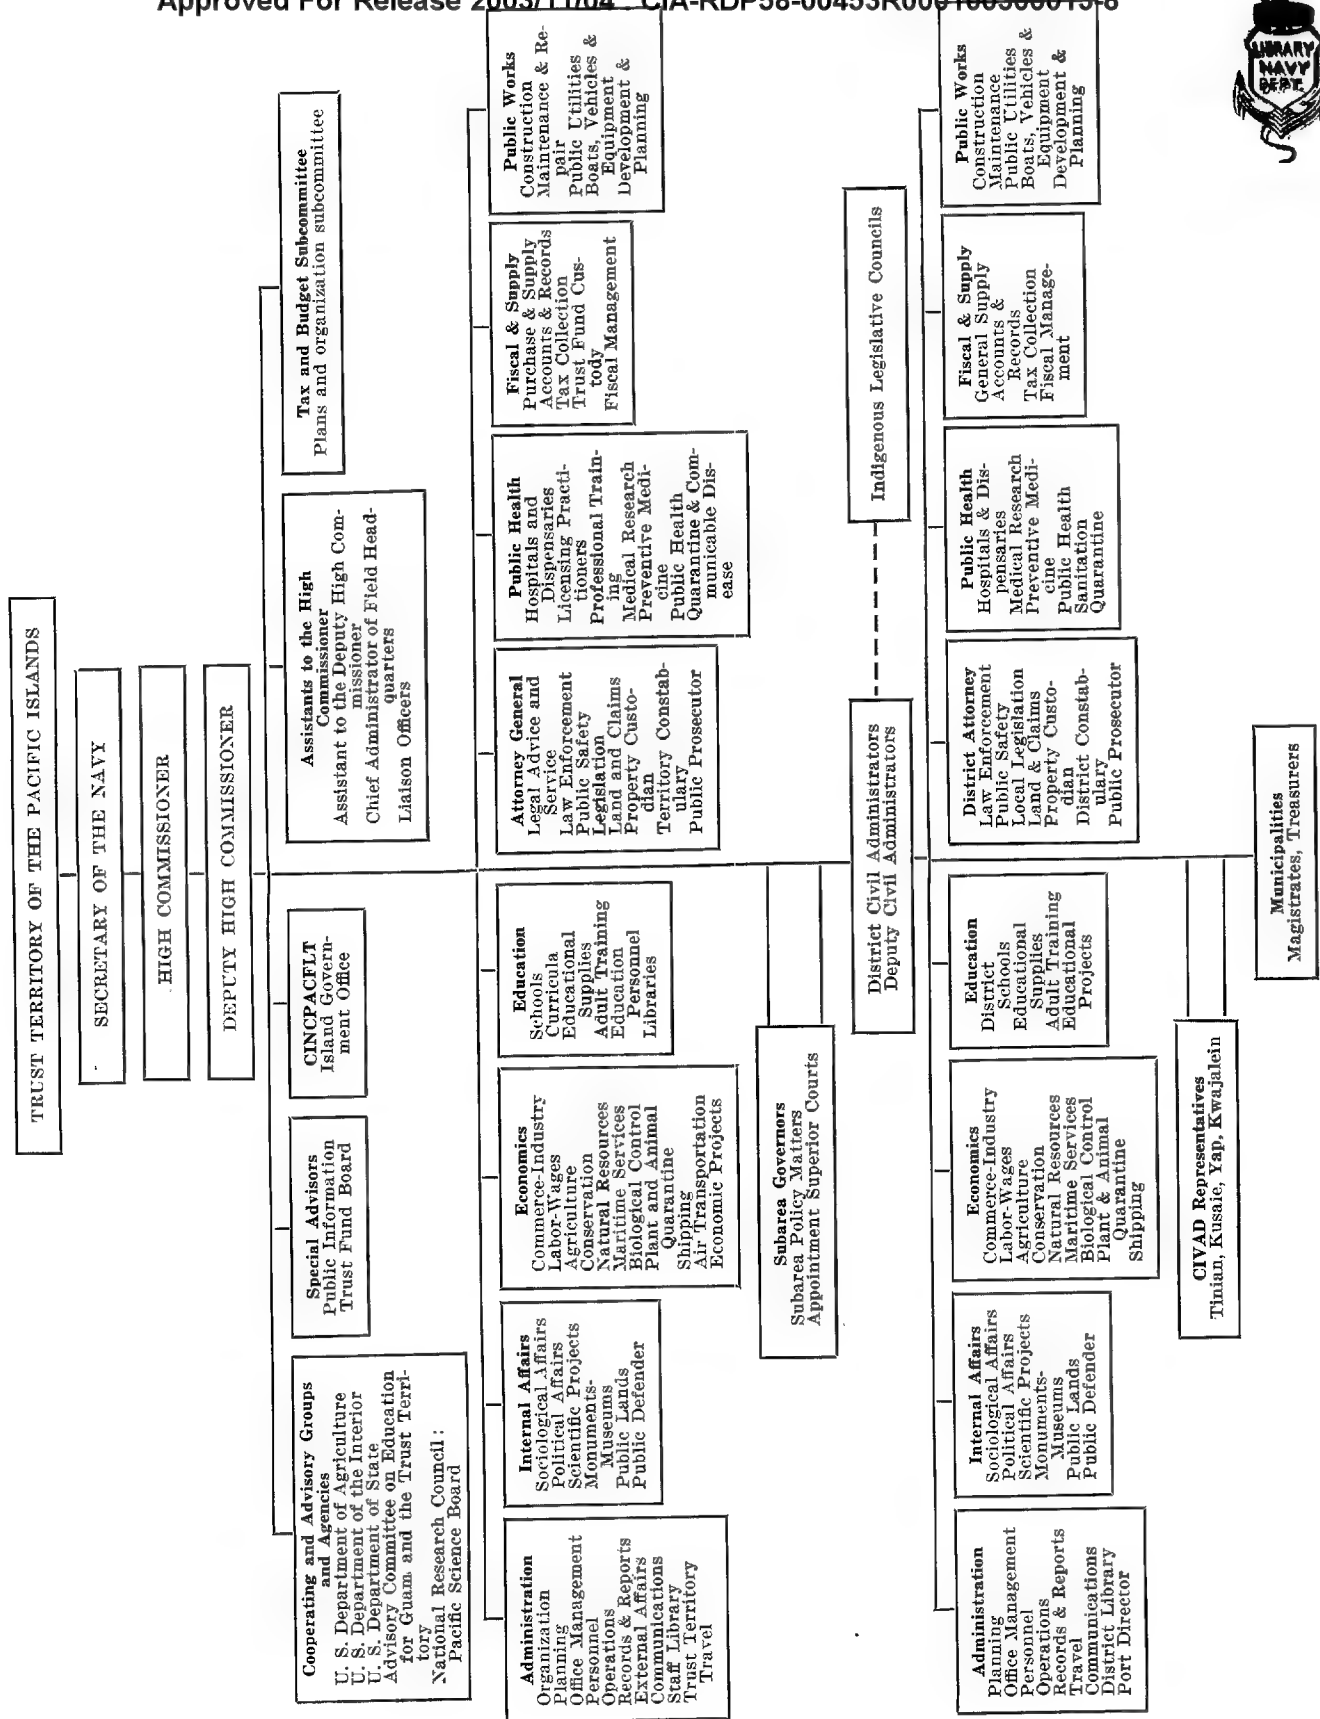 Approved For Release 2003/11/04 : CIA-RDP58-00453R000100300015-8
LIBRARY
NAVY
DEPT.
TRUST TERRITORY OF THE PACIFIC ISLANDS
SECRETARY OF THE NAVY
HIGH COMMISSIONER
DEPUTY HIGH COMMISSIONER
Cooperating and Advisory Groups
and Agencies
U. S. Department of Agriculture
U. S. Department of the Interior
U. S. Department of State
Advisory Committee on Education
for Guam and the Trust Terri-
tory
National Research Council:
Pacific Science Board
Special Advisors
Public Information
Trust Fund Board
CINCPACFLT
Island Govern-
ment Office
Assistants to the High
Commissioner
Assistant to the Deputy High Com-
missioner
Chief Administrator of Field Head-
quarters
Liaison Officers
Tax and Budget Subcommittee
Plans and organization subcommittee
Administration
Organization
Planning
Office Management
Personnel
Operations
Records & Reports
External Affairs
Communications
Staff Library
Trust Territory
Travel
Internal Affairs
Sociological Affairs
Political Affairs
Scientific Projects
Monuments-
Museums
Public Lands
Public Defender
Economics
Commerce-Industry
Labor-Wages
Agriculture
Conservation
Natural Resources
Maritime Services
Biological Control
Plant and Animal
Quarantine
Shipping
Air Transportation
Economic Projects
Education
Schools
Curricula
Educational
Supplies
Adult Training
Education
Personnel
Libraries
Attorney General
Legal Advice and
Service
Law Enforcement
Public Safety
Legislation
Land and Claims
Property Custo-
dian
Territory Constab-
ulary
Public Prosecutor
Public Health
Hospitals and
Dispensaries
Licensing Practi-
tioners
Professional Train-
ing
Medical Research
Preventive Medi-
cine
Public Health
Quarantine & Com-
municable Dis-
ease
Fiscal & Supply
Purchase & Supply
Accounts & Records
Tax Collection
Trust Fund Cus-
tody
Fiscal Management
Public Works
Construction
Maintenance & Re-
pair
Public Utilities
Boats, Vehicles &
Equipment
Development &
Planning
Subarea Governors
Subarea Policy Matters
Appointment Superior Courts
District Civil Administrators
Deputy Civil Administrators
Indigenous Legislative Councils
Administration
Planning
Office Management
Personnel
Operations
Records & Reports
Travel
Communications
District Library
Port Director
Internal Affairs
Sociological Affairs
Political Affairs
Scientific Projects
Monuments-
Museums
Public Lands
Public Defender
Economics
Commerce-Industry
Labor-Wages
Agriculture
Conservation
Natural Resources
Maritime Services
Biological Control
Plant & Animal
Quarantine
Shipping
Education
District
Schools
Educational
Supplies
Adult Training
Educational
Projects
District Attorney
Law Enforcement
Public Safety
Local Legislation
Land & Claims
Property Custo-
dian
District Constab-
ulary
Public Prosecutor
Public Health
Hospitals & Dis-
pensaries
Medical Research
Preventive Medi-
cine
Public Health
Sanitation
Quarantine
Fiscal & Supply
General Supply
Accounts &
Records
Tax Collection
Fiscal Manage-
ment
Public Works
Construction
Maintenance
Public Utilities
Boats, Vehicles &
Equipment
Development &
Planning
CIVAD Representatives
Tinian, Kusaie, Yap, Kwajalein
Municipalities
Magistrates, Treasurers